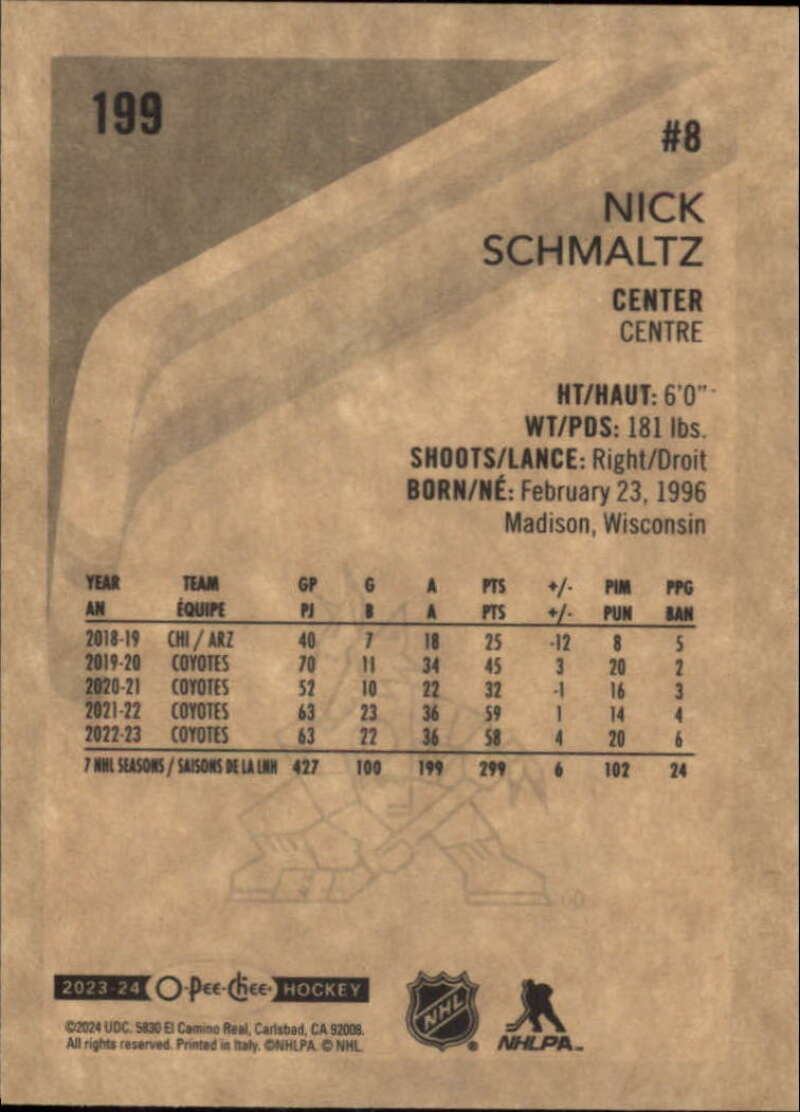 199
#8
NICK
SCHMALTZ
CENTER
CENTRE
HT/HAUT: 6'0"
WT/PDS: 181 lbs.
SHOOTS/LANCE: Right/Droit
BORN/NÉ: February 23, 1996
Madison, Wisconsin
YEAR TEAM GP G A PTS +/- PIM PPG
AN ÉQUIPE PJ B A PTS +/- PUN BAN
2018-19 CHI / ARZ 40 7 18 25 -12 8 5
2019-20 COYOTES 70 11 34 45 3 20 2
2020-21 COYOTES 52 10 22 32 -1 16 3
2021-22 COYOTES 63 23 36 59 1 14 4
2022-23 COYOTES 63 22 36 58 4 20 6
7 NHL SEASONS / SAISONS DE LA LNH 427 100 199 299 6 102 24
2023-24 O-Pee-Chee HOCKEY
©2024 UDC. 5830 El Camino Real, Carlsbad, CA 92008.
All rights reserved. Printed in Italy. ©NHLPA. © NHL.
NHL
NHLPA